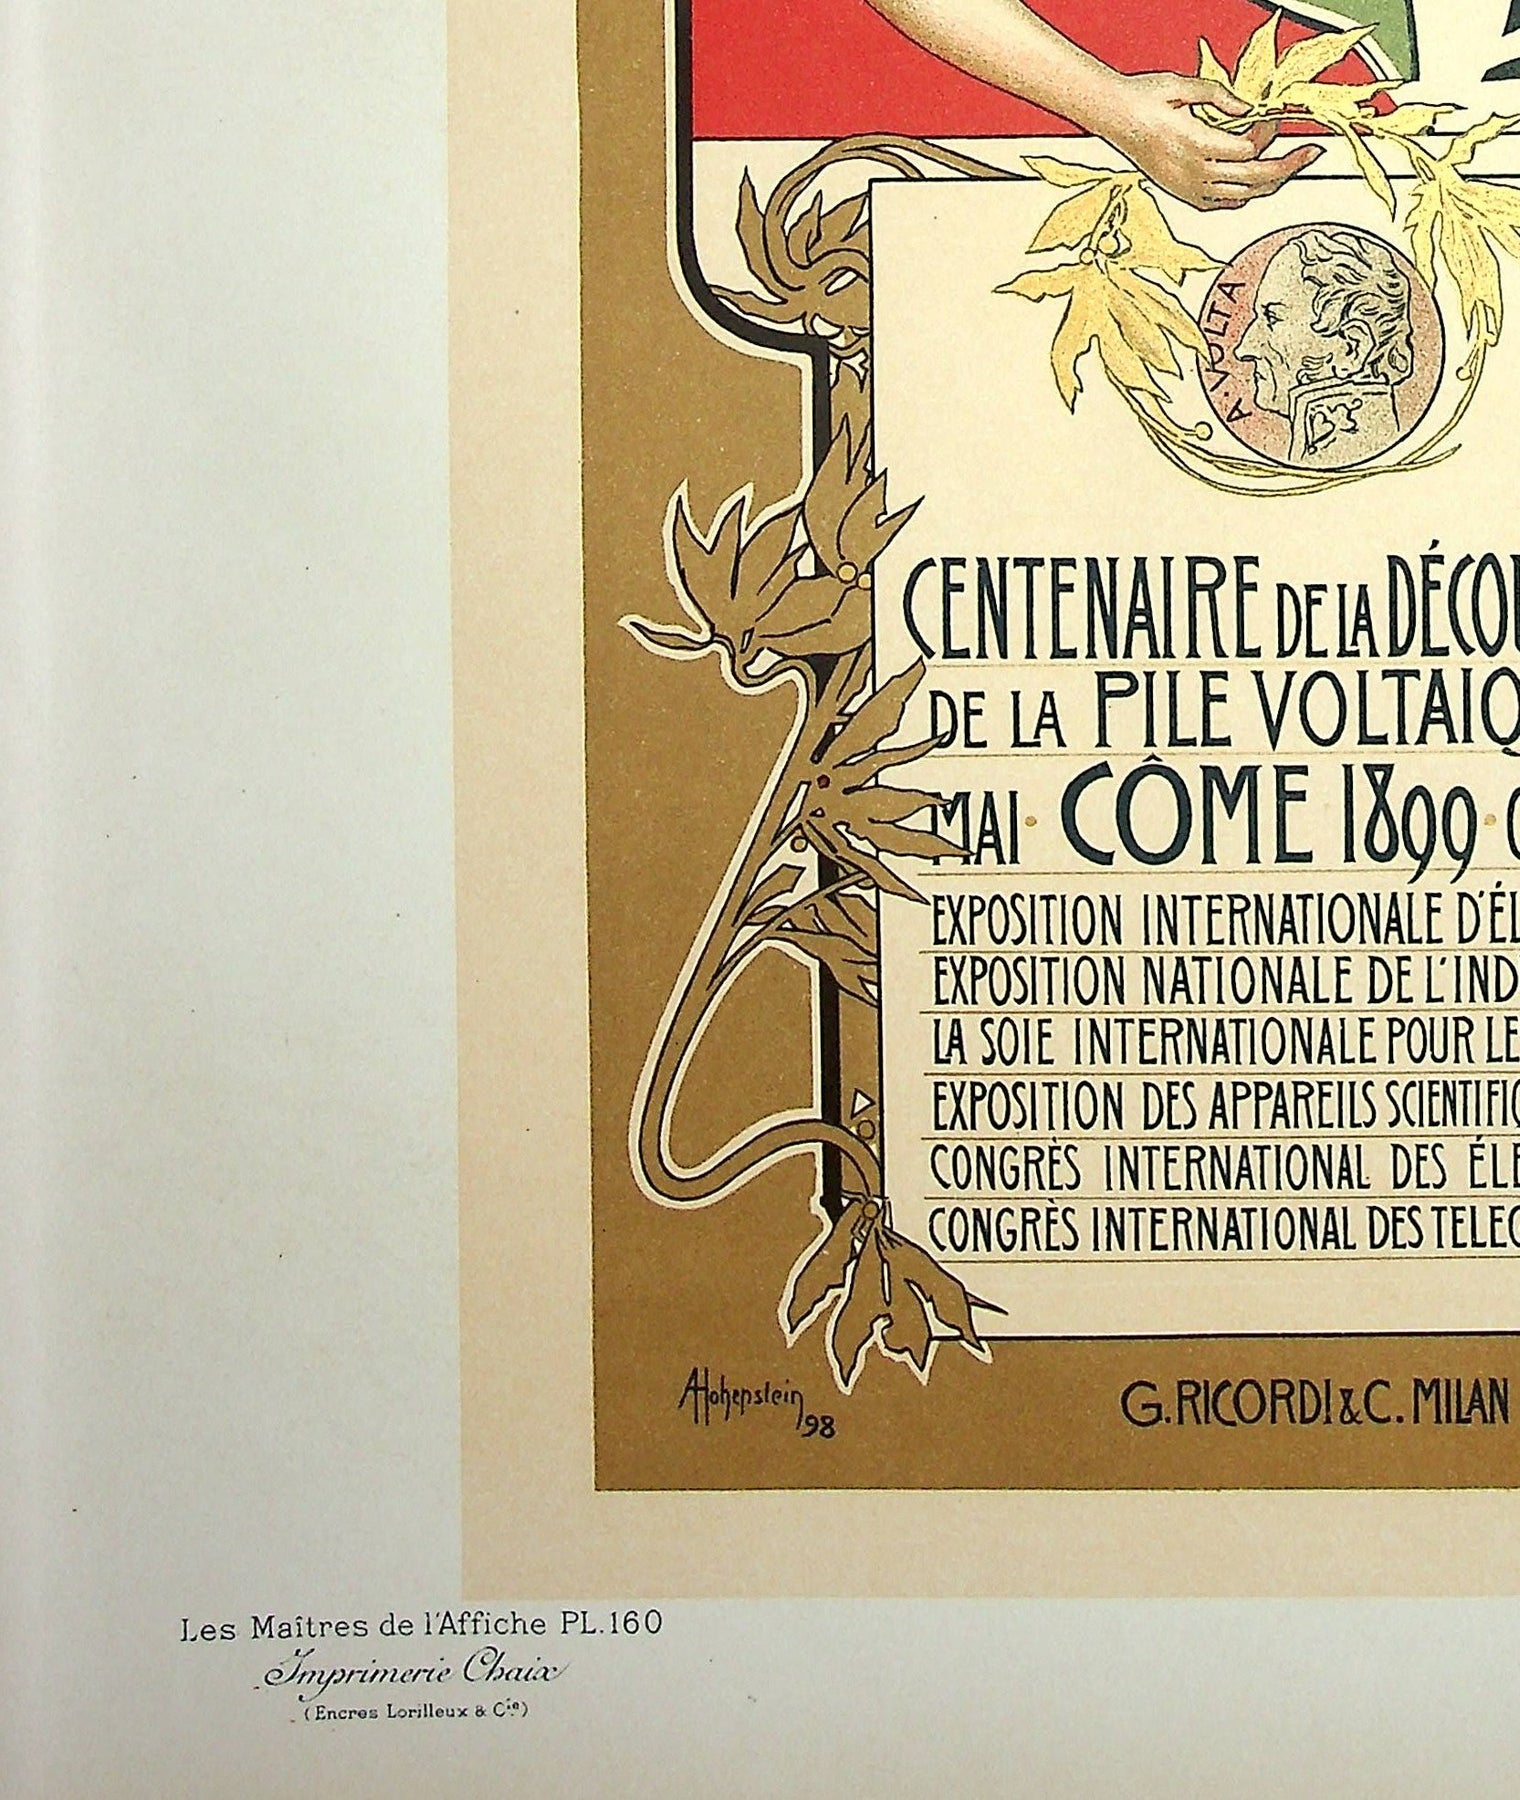 A. VOLTA
CENTENAIRE DE LA DÉCOU
DE LA PILE VOLTAIQ
MAI · CÔME 1899 ·
EXPOSITION INTERNATIONALE D'ÉL
EXPOSITION NATIONALE DE L'IND
LA SOIE INTERNATIONALE POUR LE
EXPOSITION DES APPAREILS SCIENTIFIQ
CONGRÈS INTERNATIONAL DES ÉLE
CONGRÈS INTERNATIONAL DES TELEG
AHohenstein 98
G. RICORDI & C. MILAN
Les Maîtres de l'Affiche PL. 160
Imprimerie Chaix
(Encres Lorilleux & Cie)